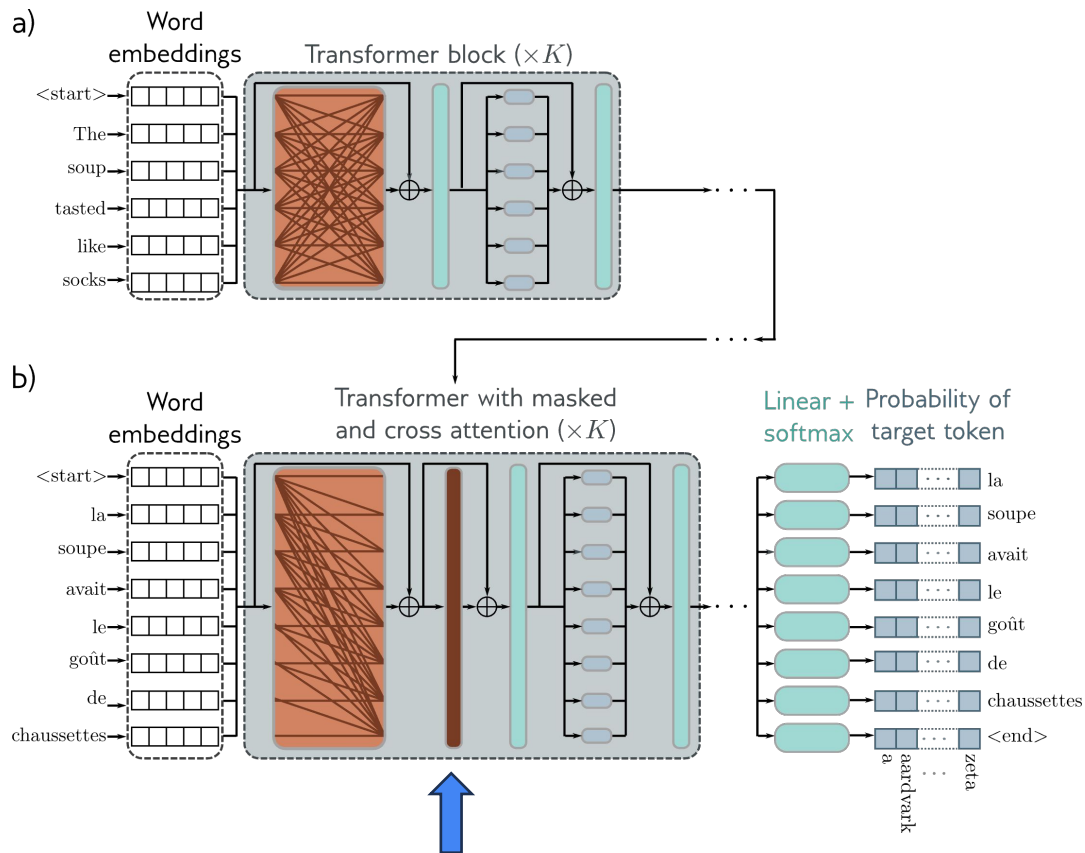 a)
Word
embeddings
Transformer block (×K)
<start>
The
soup
tasted
like
socks
b)
Word
embeddings
Transformer with masked
and cross attention (×K)
Linear +
softmax
Probability of
target token
<start>
la
soupe
avait
le
goût
de
chaussettes
la
soupe
avait
le
goût
de
chaussettes
<end>
a
aardvark
...
zeta